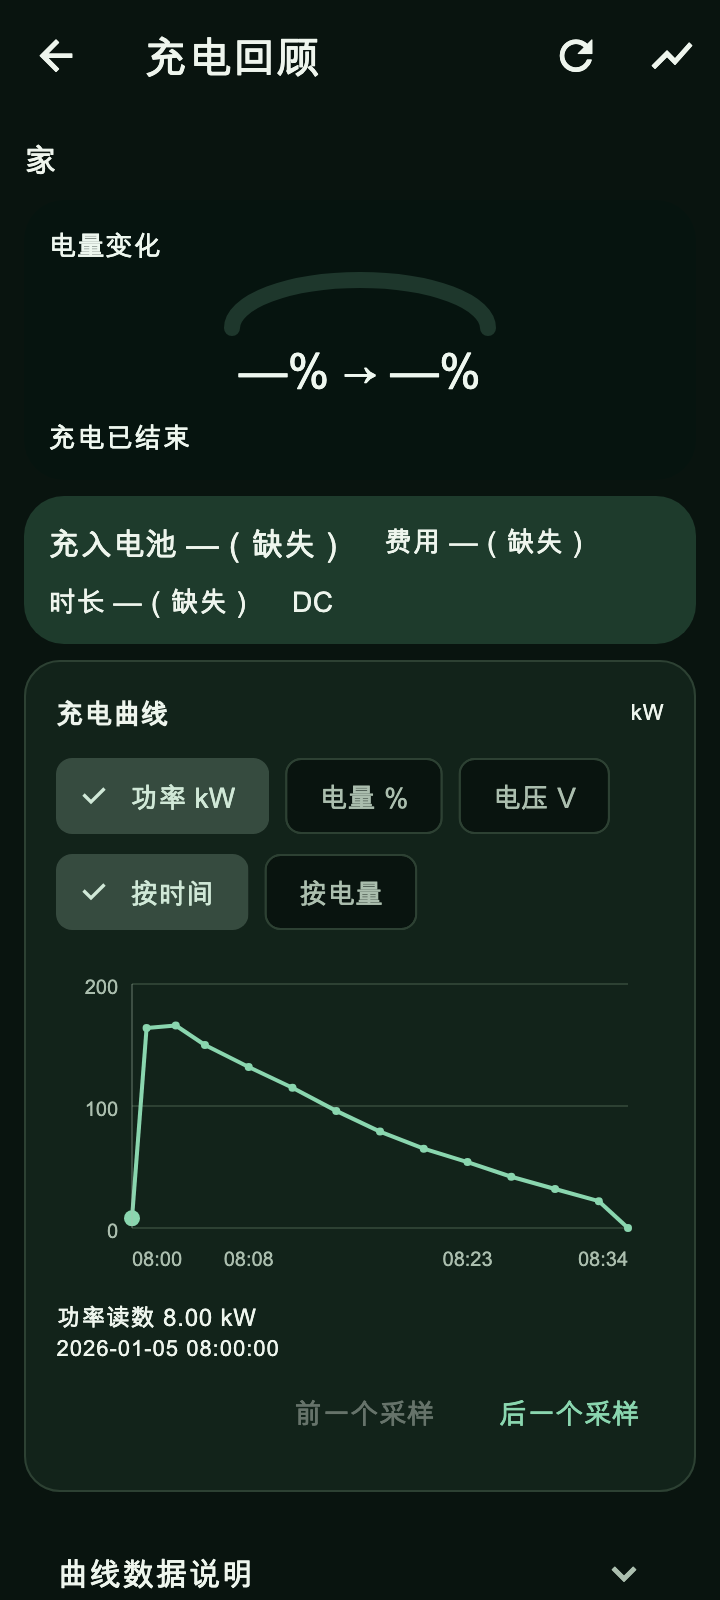 充电回顾
家
电量变化
—% → —%
充电已结束
充入电池 — ( 缺失 ) 费用 — ( 缺失 )
时长 — ( 缺失 ) DC
充电曲线 kW
功率 kW 电量 % 电压 V
按时间 按电量
200
100
0
08:00 08:08 08:23 08:34
功率读数 8.00 kW
2026-01-05 08:00:00
前一个采样 后一个采样
曲线数据说明